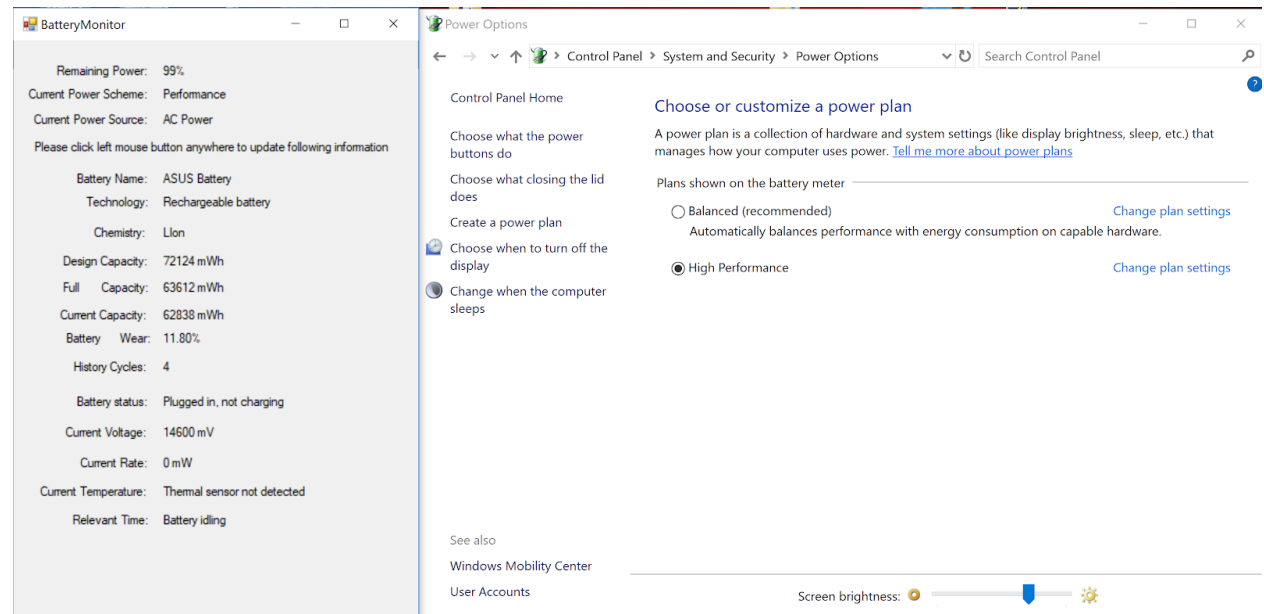 BatteryMonitor
Remaining Power: 99%
Current Power Scheme: Performance
Current Power Source: AC Power
Please click left mouse button anywhere to update following information
Battery Name: ASUS Battery
Technology: Rechargeable battery
Chemistry: LIon
Design Capacity: 72124 mWh
Full Capacity: 63612 mWh
Current Capacity: 62838 mWh
Battery Wear: 11.80%
History Cycles: 4
Battery status: Plugged in, not charging
Current Voltage: 14600 mV
Current Rate: 0 mW
Current Temperature: Thermal sensor not detected
Relevant Time: Battery idling
Power Options
Control Panel > System and Security > Power Options
Search Control Panel
?
Control Panel Home
Choose what the power
buttons do
Choose what closing the lid
does
Create a power plan
Choose when to turn off the
display
Change when the computer
sleeps
See also
Windows Mobility Center
User Accounts
Choose or customize a power plan
A power plan is a collection of hardware and system settings (like display brightness, sleep, etc.) that
manages how your computer uses power. Tell me more about power plans
Plans shown on the battery meter
Balanced (recommended) Change plan settings
Automatically balances performance with energy consumption on capable hardware.
High Performance Change plan settings
Screen brightness: